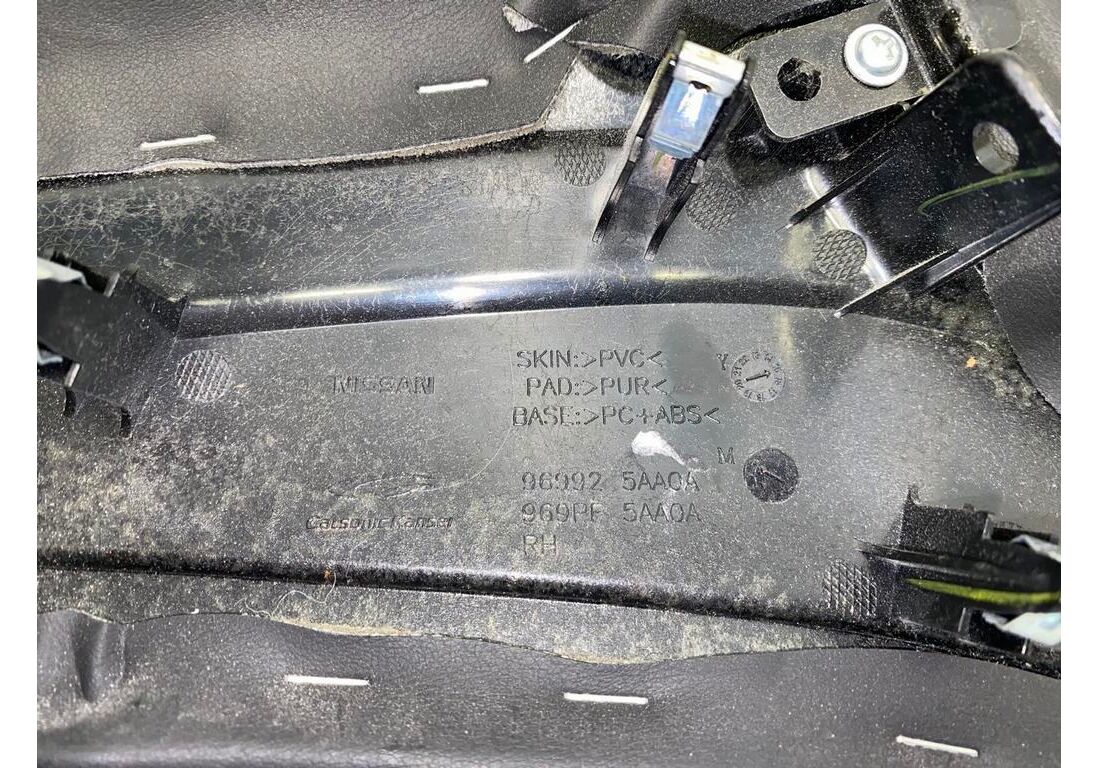 SKIN:>PVC<
NISSAN
PAD:>PUR<
BASE:>PC+ABS<
Y
M
96992 5AA0A
969PF 5AA0A
CalsonicKansei
RH